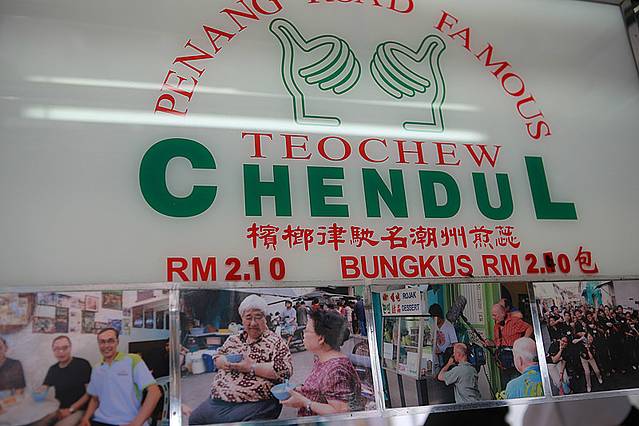 PENANG ROAD FAMOUS
TEOCHEW
CHENDUL
檳榔律馳名潮州煎蕊
RM 2.10 BUNGKUS RM 2.包
ROJAK
DESSERT